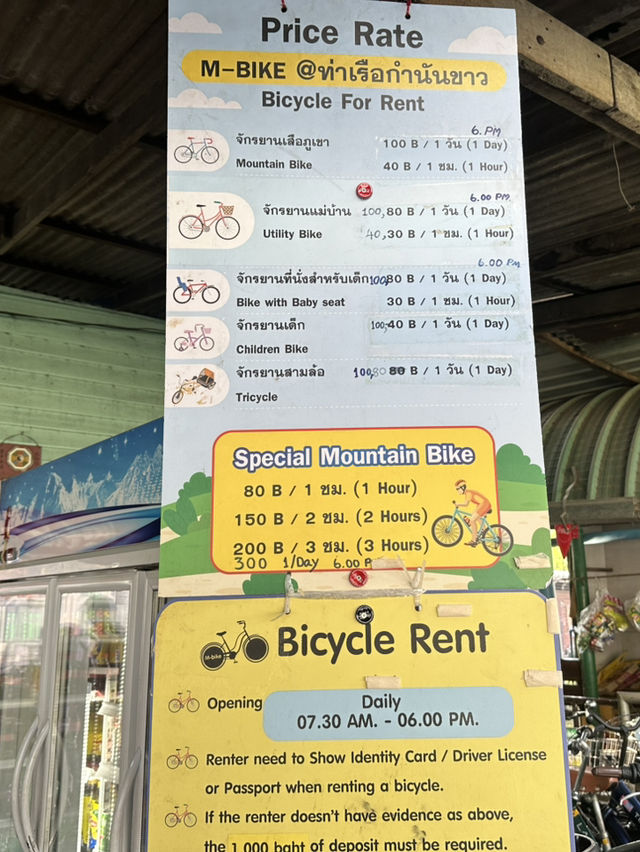 Price Rate
M-BIKE @ท่าเรือกำนันขาว
Bicycle For Rent
6. PM
จักรยานเสือภูเขา 100 B / 1 วัน (1 Day)
Mountain Bike 40 B / 1 ชม. (1 Hour)
6.00 PM
จักรยานแม่บ้าน 100,80 B / 1 วัน (1 Day)
Utility Bike 40,30 B / 1 ชม. (1 Hour)
6.00 PM
จักรยานที่นั่งสำหรับเด็ก 100,80 B / 1 วัน (1 Day)
Bike with Baby seat 30 B / 1 ชม. (1 Hour)
จักรยานเด็ก 100,40 B / 1 วัน (1 Day)
Children Bike
จักรยานสามล้อ 100,80 80 B / 1 วัน (1 Day)
Tricycle
Special Mountain Bike
80 B / 1 ชม. (1 Hour)
150 B / 2 ชม. (2 Hours)
200 B / 3 ชม. (3 Hours)
300 1/Day 6.00 P
M-bike
Bicycle Rent
Opening Daily
07.30 AM. - 06.00 PM.
Renter need to Show Identity Card / Driver License
or Passport when renting a bicycle.
If the renter doesn't have evidence as above,
the 1,000 baht of deposit must be required.